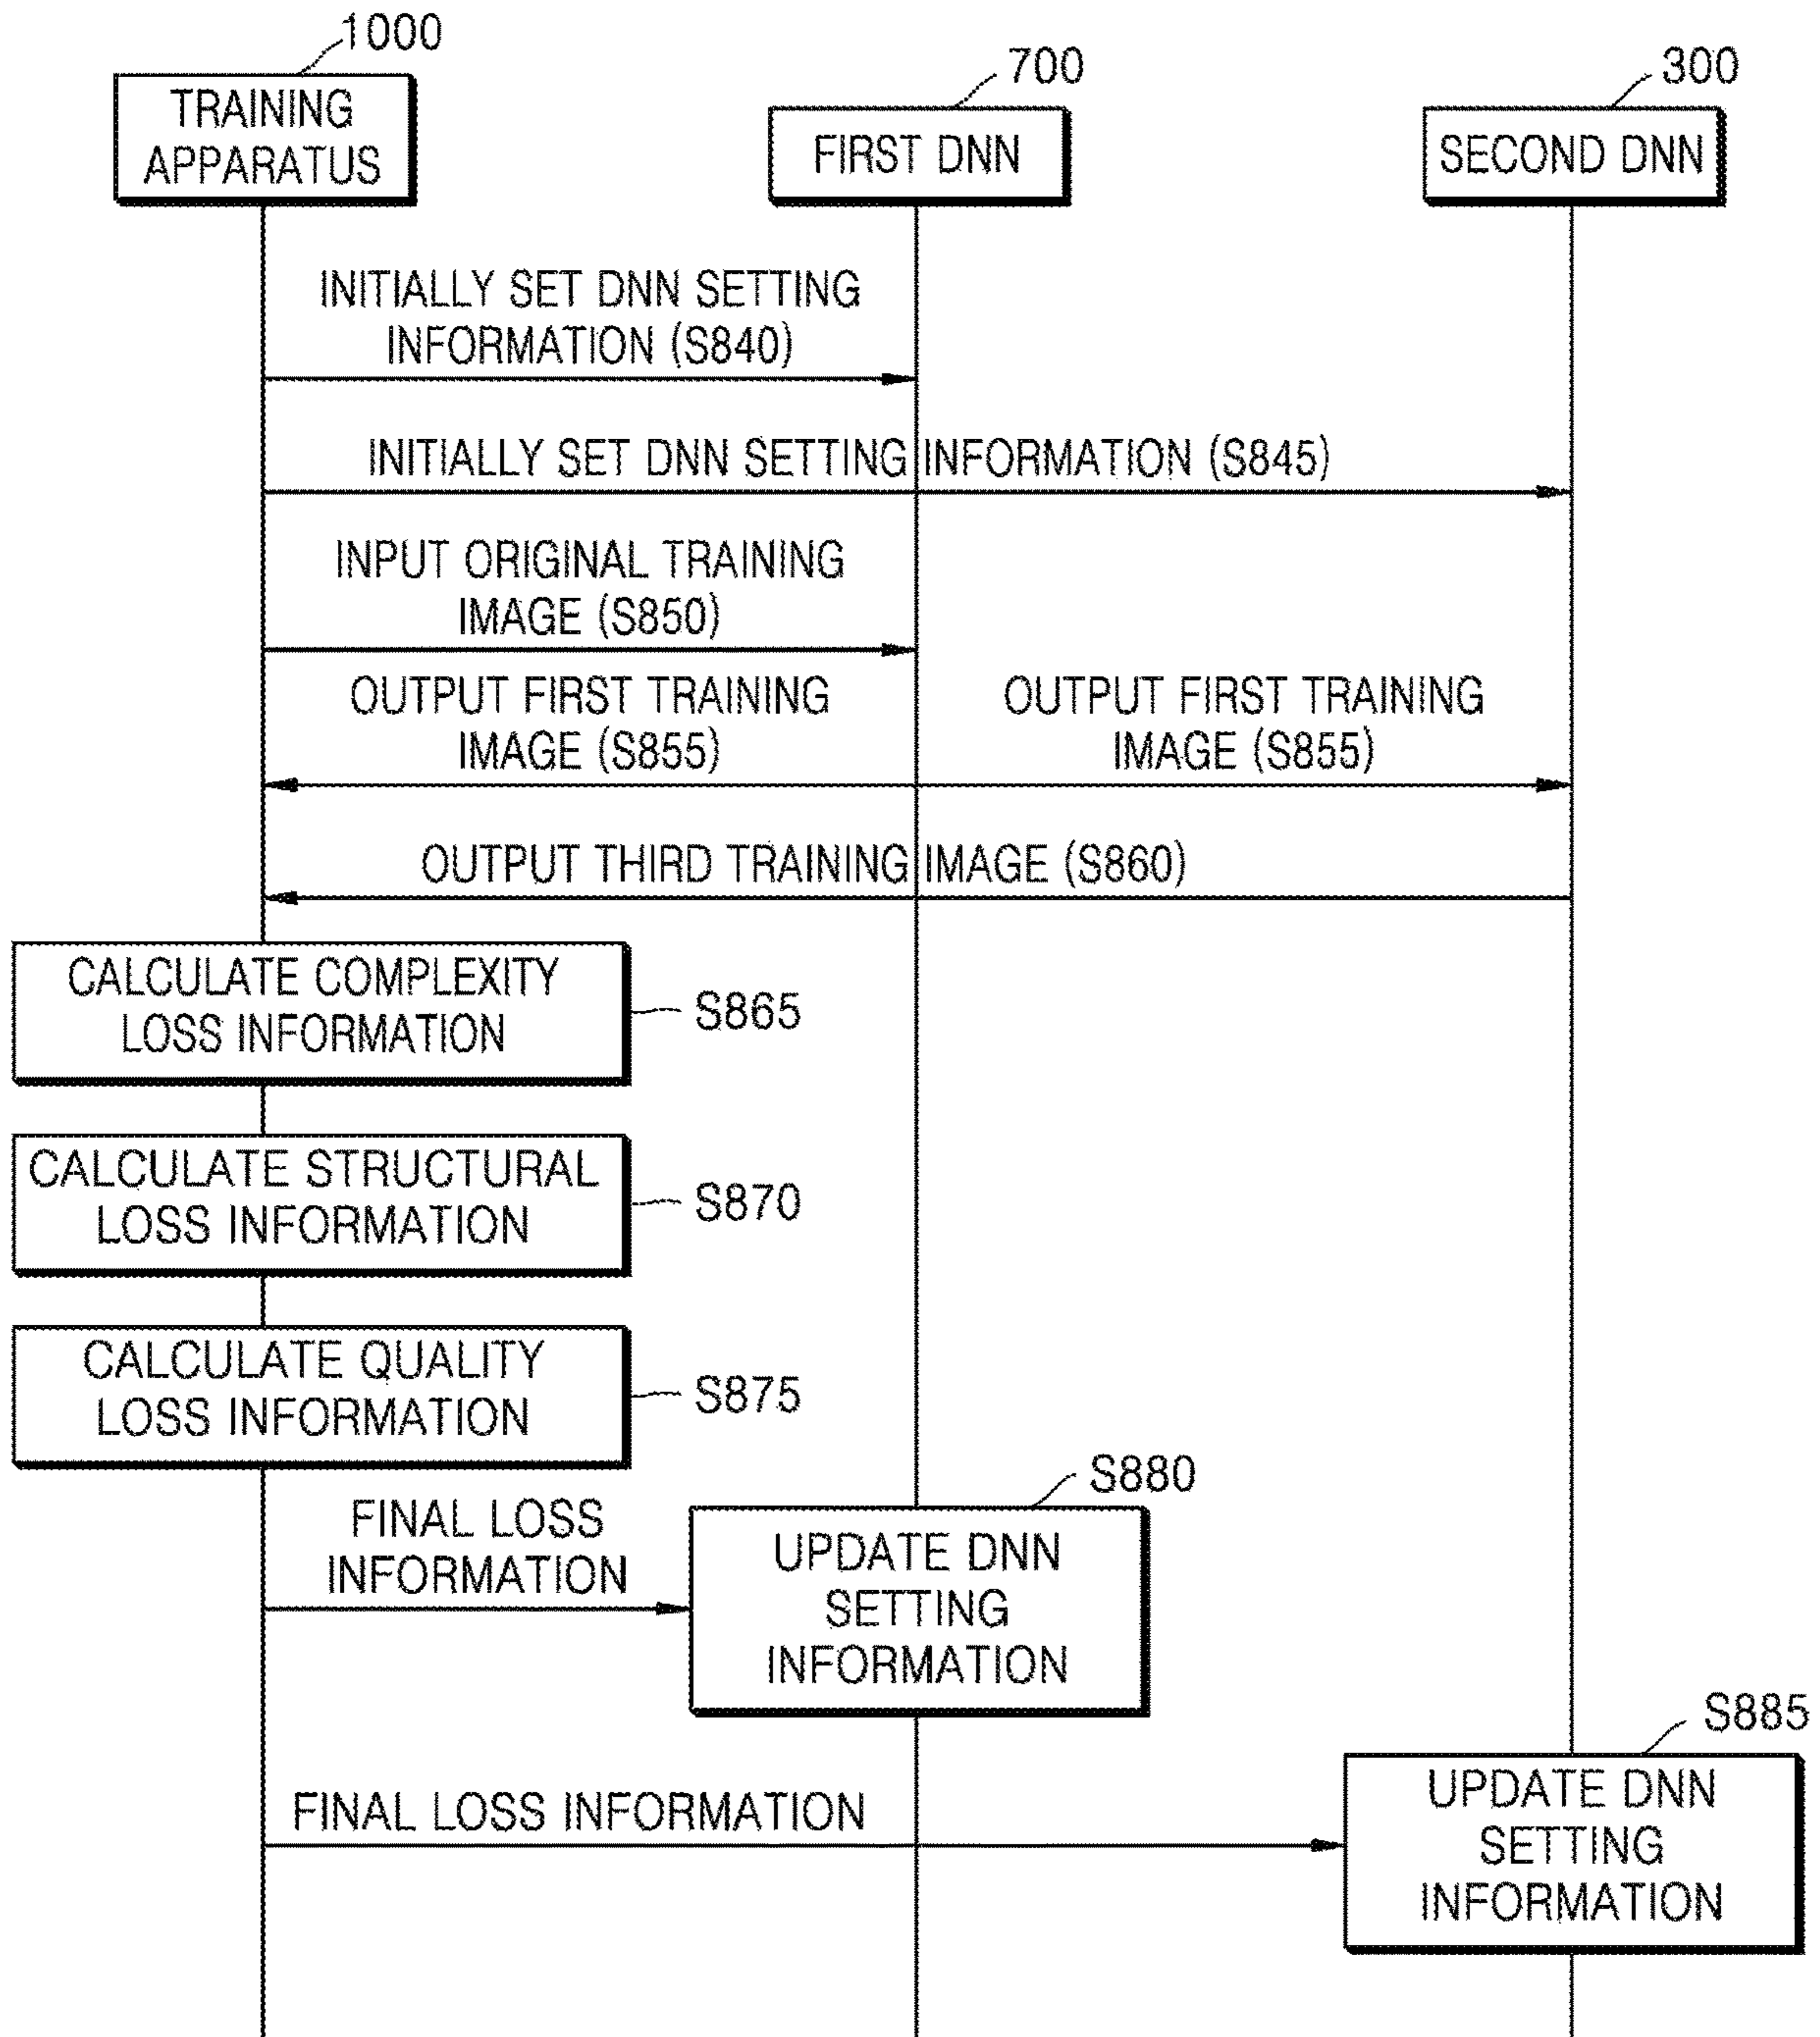 1000
700
300
TRAINING
APPARATUS
FIRST DNN
SECOND DNN
INITIALLY SET DNN SETTING
INFORMATION (S840)
INITIALLY SET DNN SETTING INFORMATION (S845)
INPUT ORIGINAL TRAINING
IMAGE (S850)
OUTPUT FIRST TRAINING
IMAGE (S855)
OUTPUT FIRST TRAINING
IMAGE (S855)
OUTPUT THIRD TRAINING IMAGE (S860)
CALCULATE COMPLEXITY
LOSS INFORMATION
S865
CALCULATE STRUCTURAL
LOSS INFORMATION
S870
CALCULATE QUALITY
LOSS INFORMATION
S875
FINAL LOSS
INFORMATION
S880
UPDATE DNN
SETTING
INFORMATION
FINAL LOSS INFORMATION
S885
UPDATE DNN
SETTING
INFORMATION